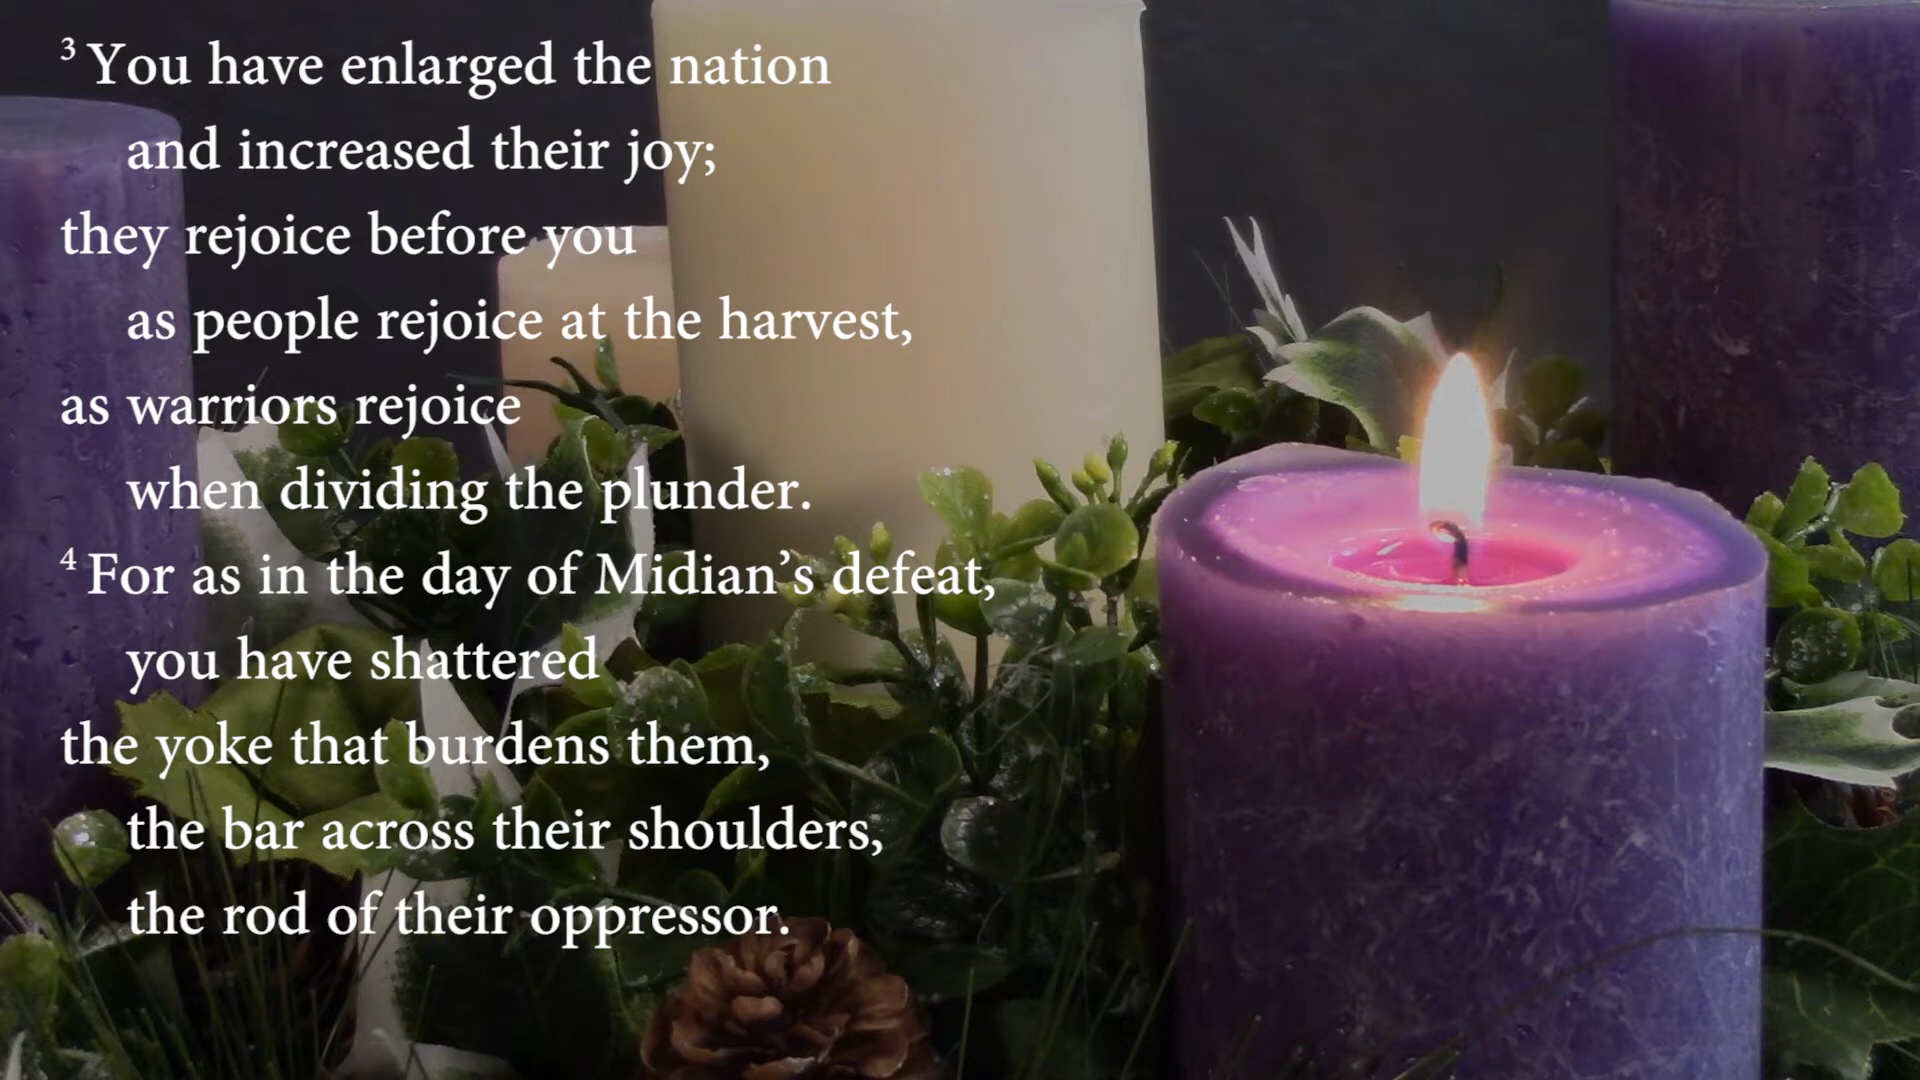 ³ You have enlarged the nation
and increased their joy;
they rejoice before you
as people rejoice at the harvest,
as warriors rejoice
when dividing the plunder.
⁴ For as in the day of Midian’s defeat,
you have shattered
the yoke that burdens them,
the bar across their shoulders,
the rod of their oppressor.